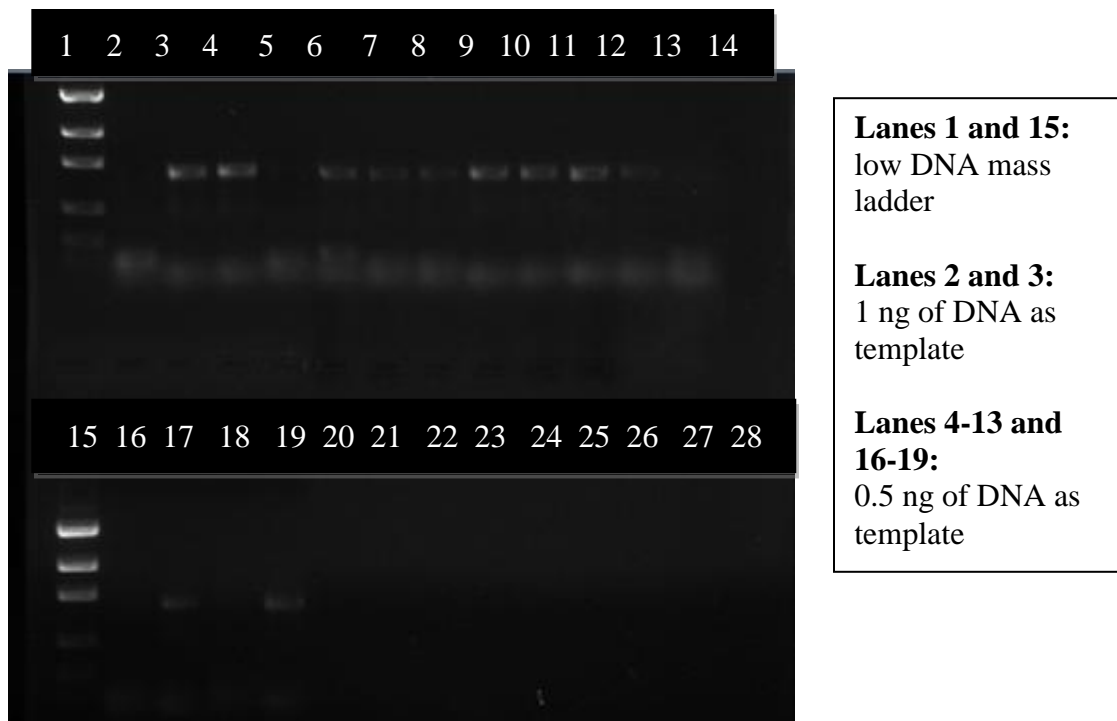 1 2 3 4 5 6 7 8 9 10 11 12 13 14
15 16 17 18 19 20 21 22 23 24 25 26 27 28
Lanes 1 and 15:
low DNA mass
ladder
Lanes 2 and 3:
1 ng of DNA as
template
Lanes 4-13 and
16-19:
0.5 ng of DNA as
template